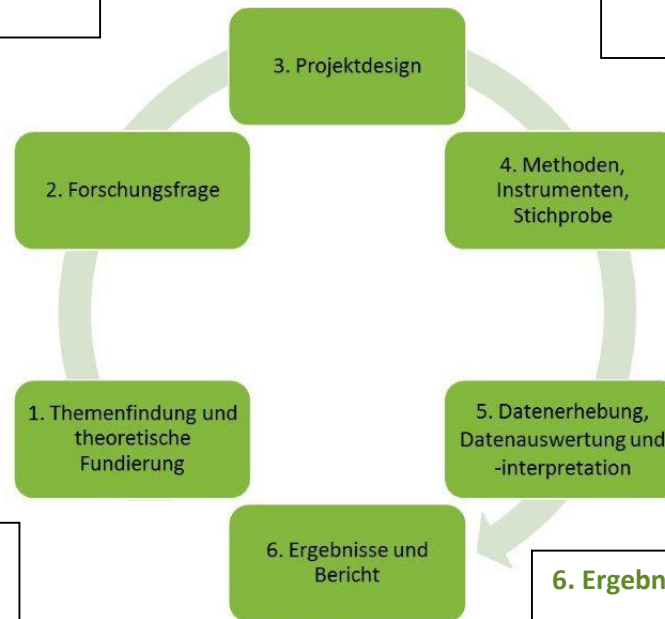 3. Projektdesign
2. Forschungsfrage
4. Methoden,
Instrumenten,
Stichprobe
1. Themenfindung und
theoretische
Fundierung
5. Datenerhebung,
Datenauswertung und
-interpretation
6. Ergebnisse und
Bericht
6. Ergebn